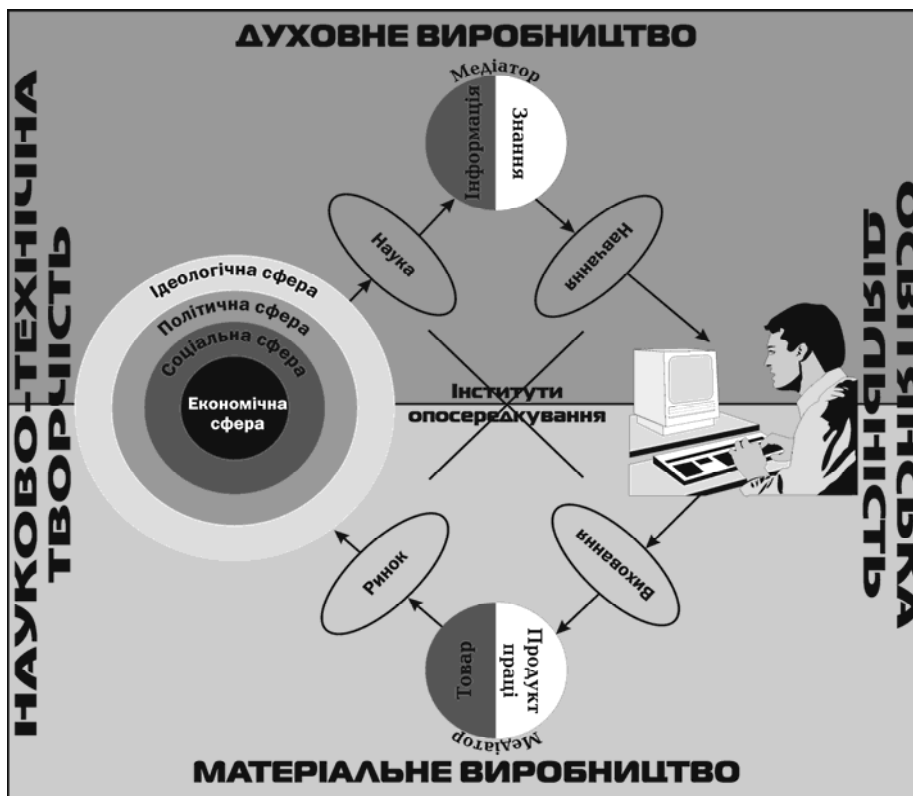 ДУХОВНЕ ВИРОБНИЦТВО
Медіатор
Інформація
Знання
НАУКОВО-ТЕХНІЧНА
ТВОРЧІСТЬ
ОСВІТЯНСЬКА
ДІЯЛЬНІСТЬ
Наука
Навчання
Ідеологічна сфера
Політична сфера
Соціальна сфера
Економічна
сфера
Інститути
опосередкування
Ринок
Виховання
Товар
Продукт
праці
Медіатор
МАТЕРІАЛЬНЕ ВИРОБНИЦТВО